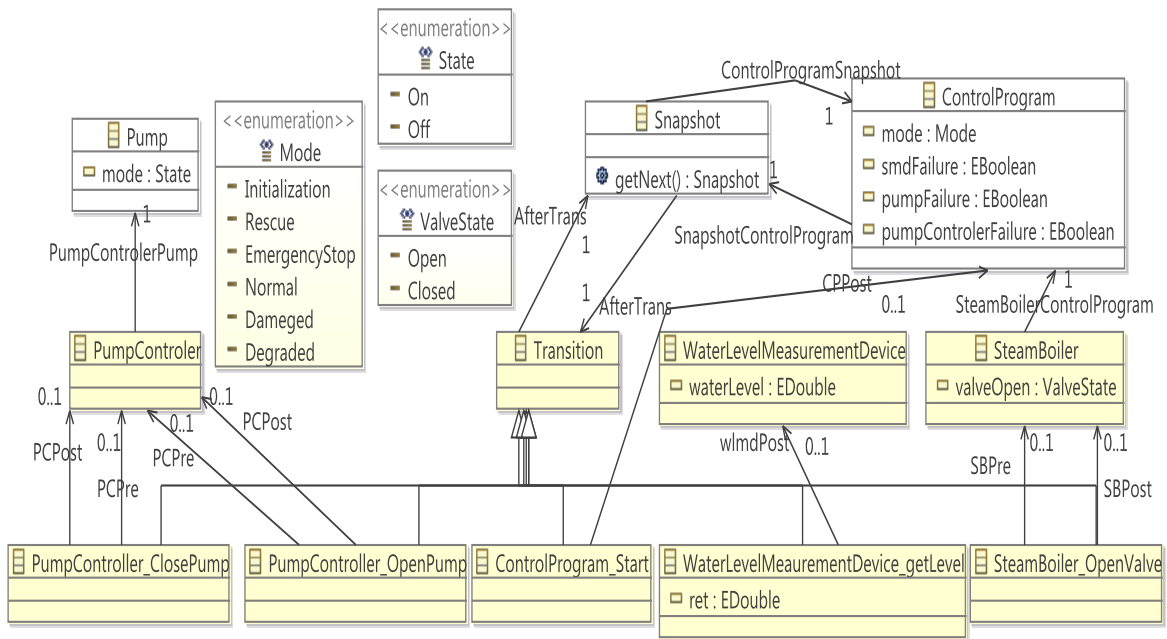 <<enumeration>>
State
On
Off
ControlProgramSnapshot
1
ControlProgram
mode : Mode
smdFailure : EBoolean
pumpFailure : EBoolean
pumpControlerFailure : EBoolean
Snapshot
getNext() : Snapshot
1
<<enumeration>>
Mode
Initialization
Rescue
EmergencyStop
Normal
Dameged
Degraded
Pump
mode : State
1
PumpControlerPump
<<enumeration>>
ValveState
Open
Closed
AfterTrans
1
SnapshotControlProgram
1
AfterTrans
CPPost
0..1
1
SteamBoilerControlProgram
PumpControler
Transition
WaterLevelMeasurementDevice
waterLevel : EDouble
SteamBoiler
valveOpen : ValveState
0..1
0..1
0..1
0..1
PCPost
PCPost
PCPre
PCPre
wlmdPost
0..1
0..1
0..1
SBPre
SBPost
PumpController_ClosePump
PumpController_OpenPump
ControlProgram_Start
WaterLevelMeaurementDevice_getLevel
ret : EDouble
SteamBoiler_OpenValve